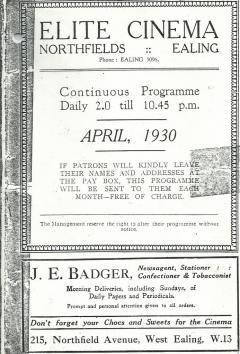 ELITE CINEMA
NORTHFIELDS :: EALING
Phone : EALING 5096.
Continuous Programme
Daily 2.0 till 10.45 p.m.
APRIL, 1930
IF PATRONS WILL KINDLY LEAVE
THEIR NAMES AND ADDRESSES AT
THE PAY BOX, THIS PROGRAMME
WILL BE SENT TO THEM EACH
MONTH—FREE OF CHARGE.
The Management reserve the right to alter their programme without
notice.
J. E. BADGER, Newsagent, Stationer : :
Confectioner & Tobacconist
Morning Deliveries, including Sundays, of
Daily Papers and Periodicals.
Prompt and personal attention given to all orders.
Don't forget your Chocs and Sweets for the Cinema
215, Northfield Avenue, West Ealing, W.13